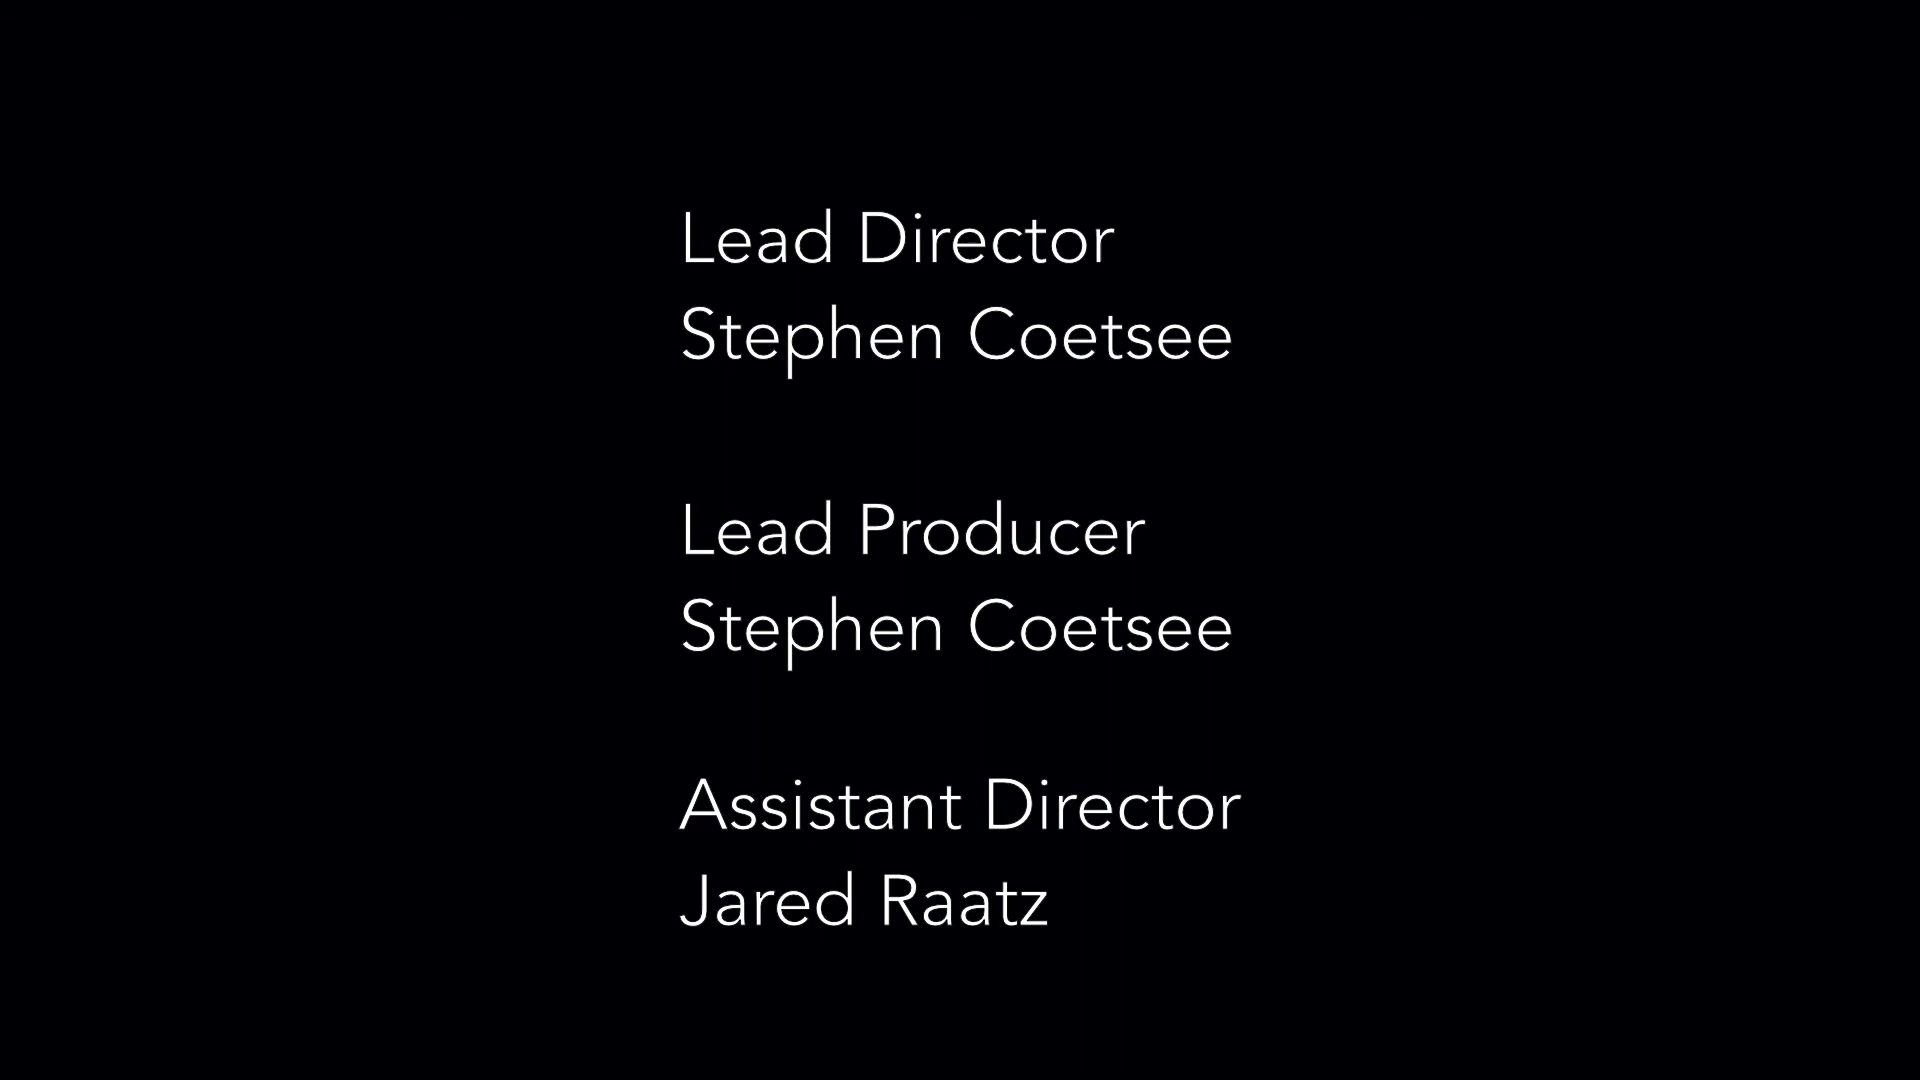 Lead Director
Stephen Coetsee
Lead Producer
Stephen Coetsee
Assistant Director
Jared Raatz